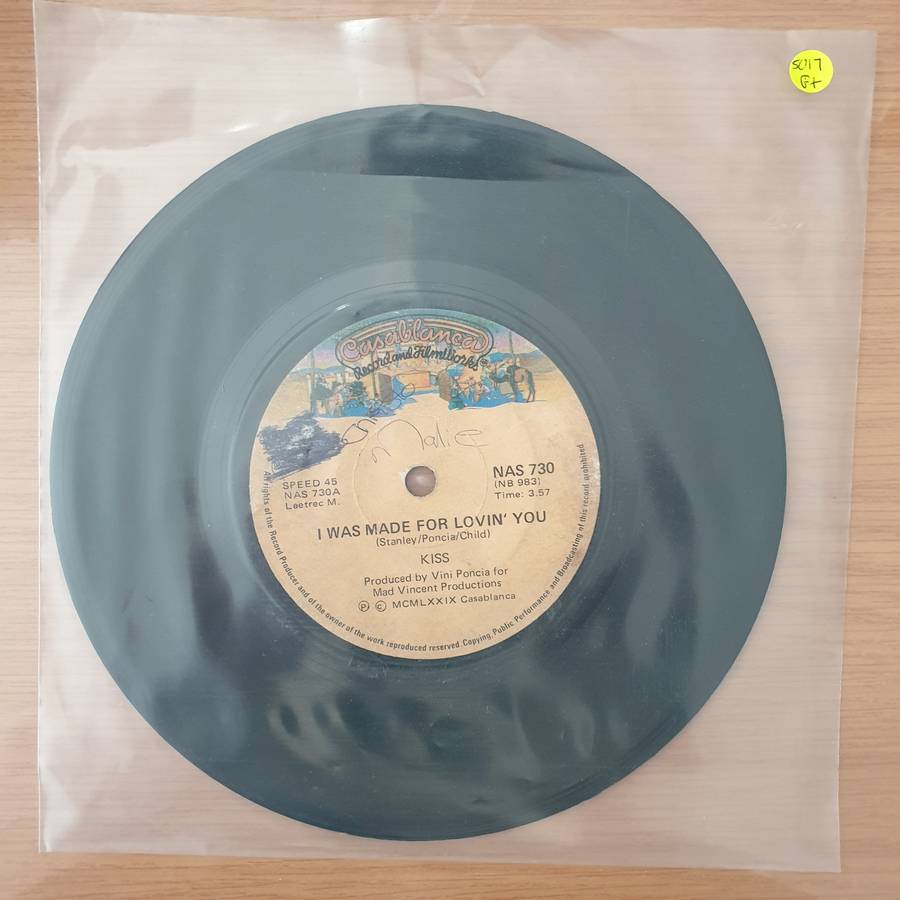 5017
G+
Casablanca
Record and FilmWorks
Malie
SPEED 45
NAS 730A
Laetrec M.
NAS 730
(NB 983)
Time: 3.57
I WAS MADE FOR LOVIN' YOU
(Stanley/Poncia/Child)
KISS
Produced by Vini Poncia for
Mad Vincent Productions
Ⓟ © MCMLXXIX Casablanca
All rights of the Record Producer and of the owner of the work reproduced reserved. Copying, Public Performance and Broadcasting of this record prohibited